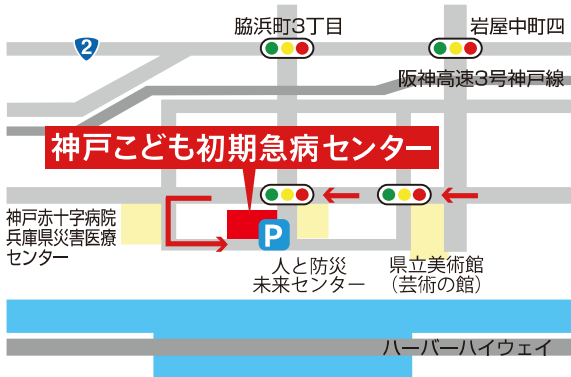 脇浜町3丁目
岩屋中町四
2
阪神高速3号神戸線
神戸こども初期急病センター
神戸赤十字病院
兵庫県災害医療
センター
P
人と防災
未来センター
県立美術館
(芸術の館)
ハーバーハイウェイ